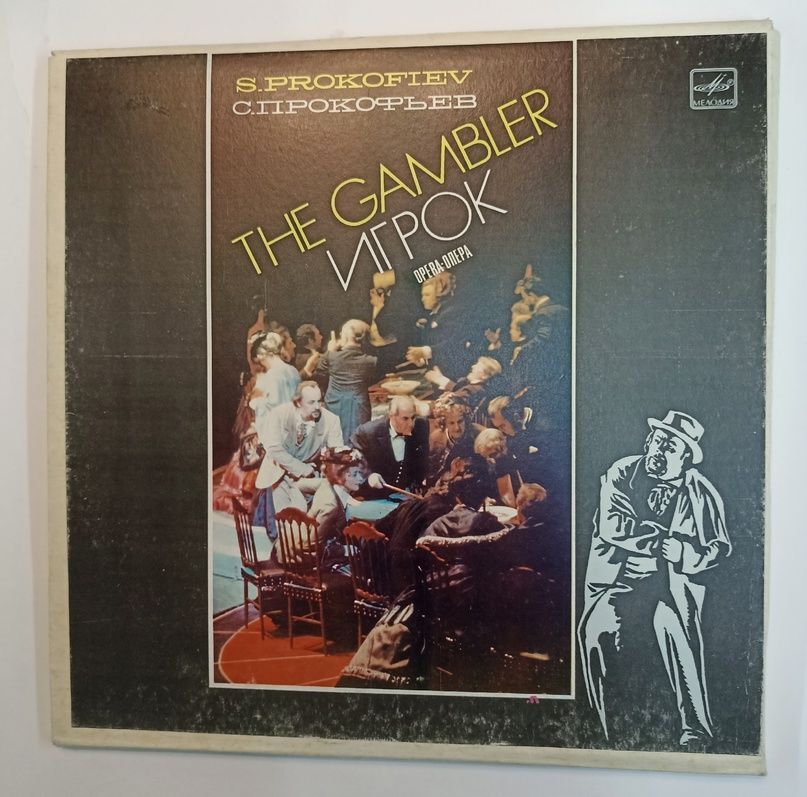 S.PROKOFIEV
С.ПРОКОФЬЕВ
МЕЛОДИЯ
THE GAMBLER
ИГРОК
OPERA·ОПЕРА